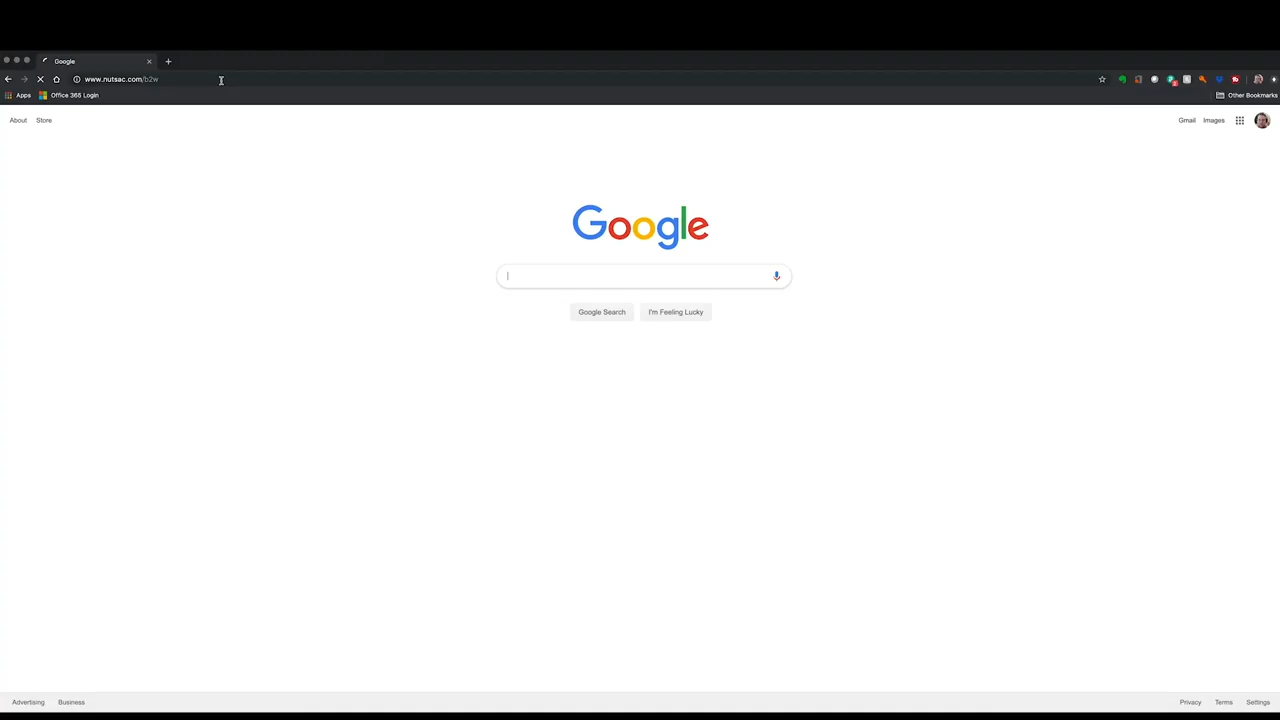 Google
www.nutsac.com/b2w
Apps Office 365 Login Other Bookmarks
About Store Gmail Images
Google
Google Search I'm Feeling Lucky
Advertising Business Privacy Terms Settings